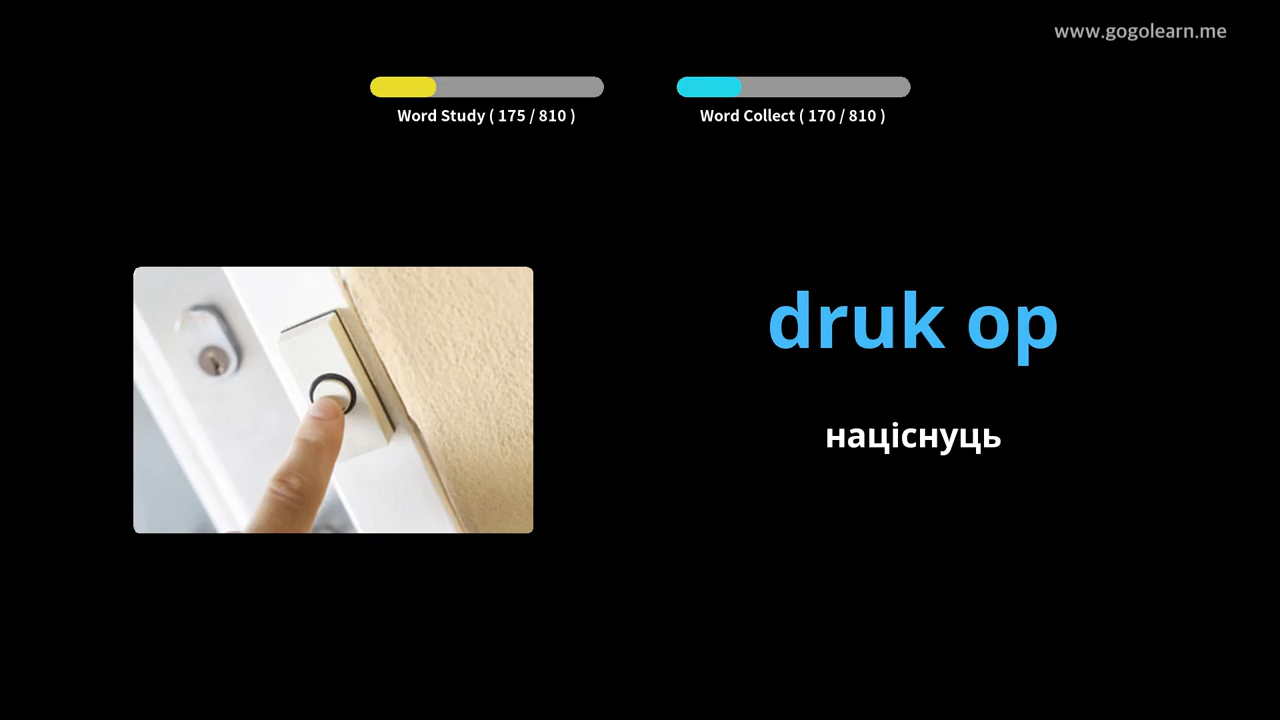 www.gogolearn.me
Word Study ( 175 / 810 )
Word Collect ( 170 / 810 )
druk op
націснуць